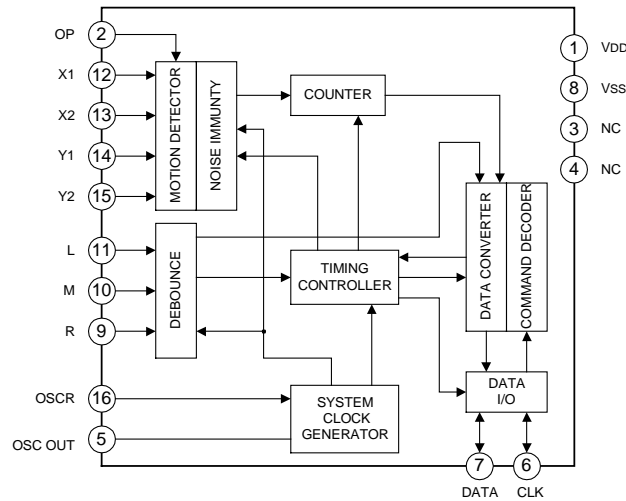 OP 2
X1 12
X2 13
Y1 14
Y2 15
L 11
M 10
R 9
OSCR 16
OSC OUT 5
MOTION DETECTOR
NOISE IMMUNTY
COUNTER
DEBOUNCE
TIMING
CONTROLLER
SYSTEM
CLOCK
GENERATOR
DATA CONVERTER
COMMAND DECODER
DATA
I/O
1 VDD
8 VSS
3 NC
4 NC
7 6
DATA CLK